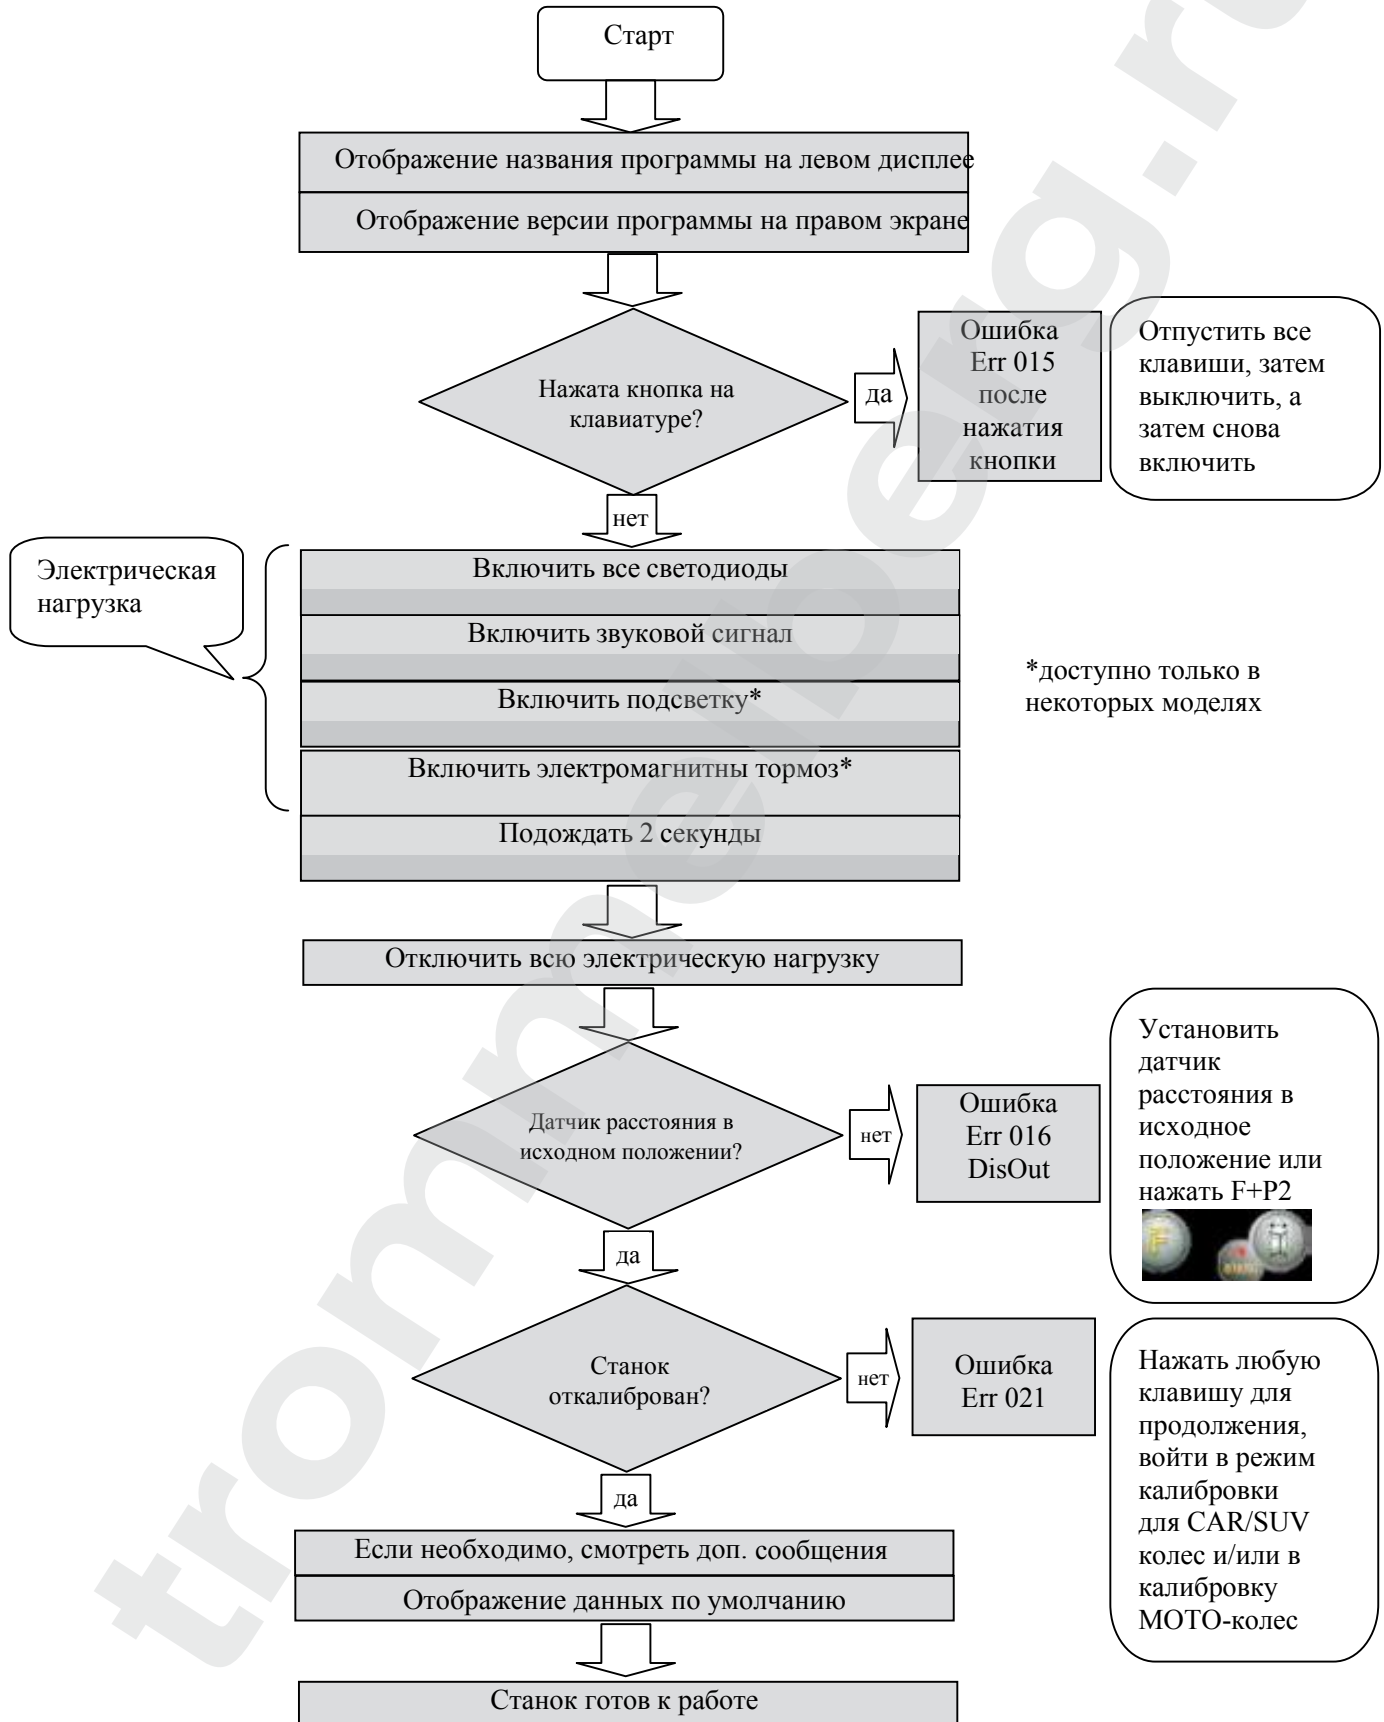 Старт
Отображение названия программы на левом дисплее
Отображение версии программы на правом экране
Нажата кнопка на
клавиатуре?
да
Ошибка
Err 015
после
нажатия
кнопки
Отпустить все
клавиши, затем
выключить, а
затем снова
включить
нет
Электрическая
нагрузка
Включить все светодиоды
Включить звуковой сигнал
Включить подсветку*
Включить электромагнитны тормоз*
Подождать 2 секунды
*доступно только в
некоторых моделях
Отключить всю электрическую нагрузку
Датчик расстояния в
исходном положении?
нет
Ошибка
Err 016
DisOut
Установить
датчик
расстояния в
исходное
положение или
нажать F+P2
F
да
Станок
откалиброван?
нет
Ошибка
Err 021
Нажать любую
клавишу для
продолжения,
войти в режим
калибровки
для CAR/SUV
колес и/или в
калибровку
МОТО-колес
да
Если необходимо, смотреть доп. сообщения
Отображение данных по умолчанию
Станок готов к работе
trommelberg.ru